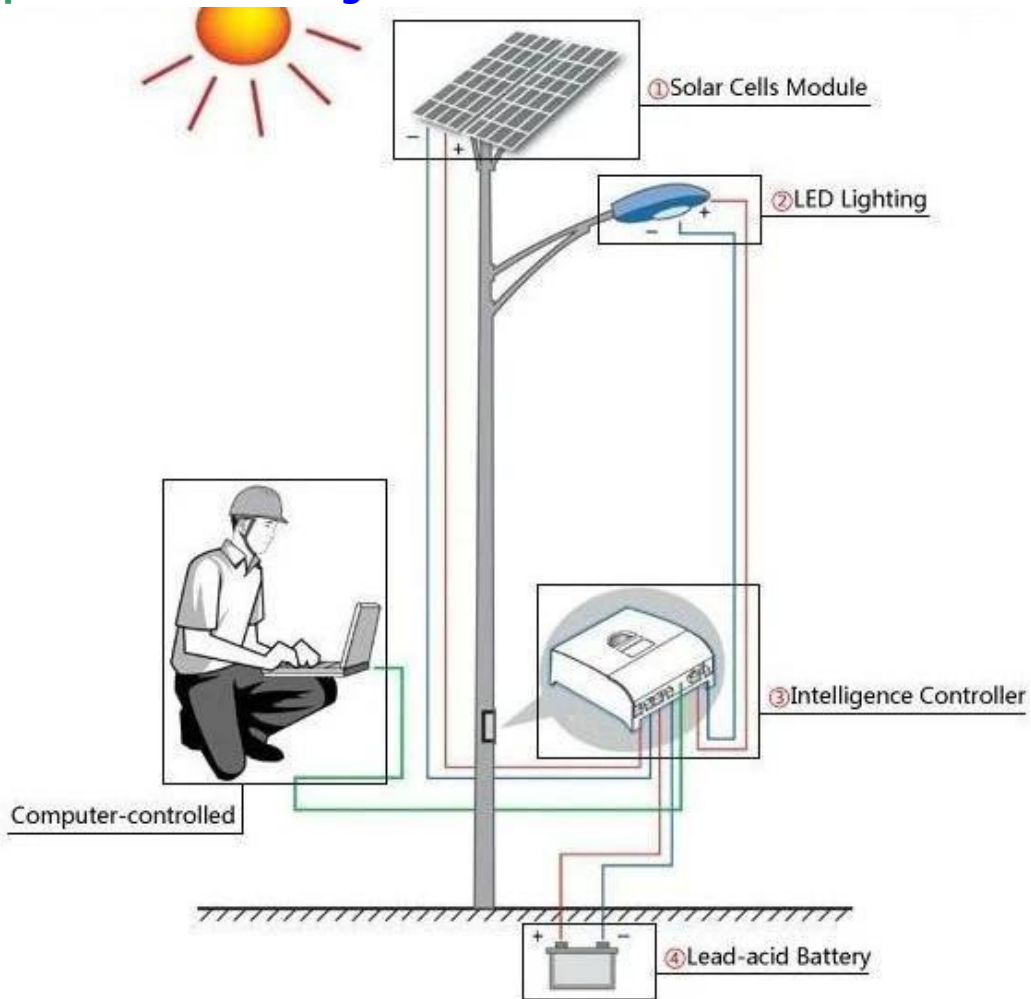 ①Solar Cells Module
− +
②LED Lighting
+
−
③Intelligence Controller
Computer-controlled
+ −
④Lead-acid Battery